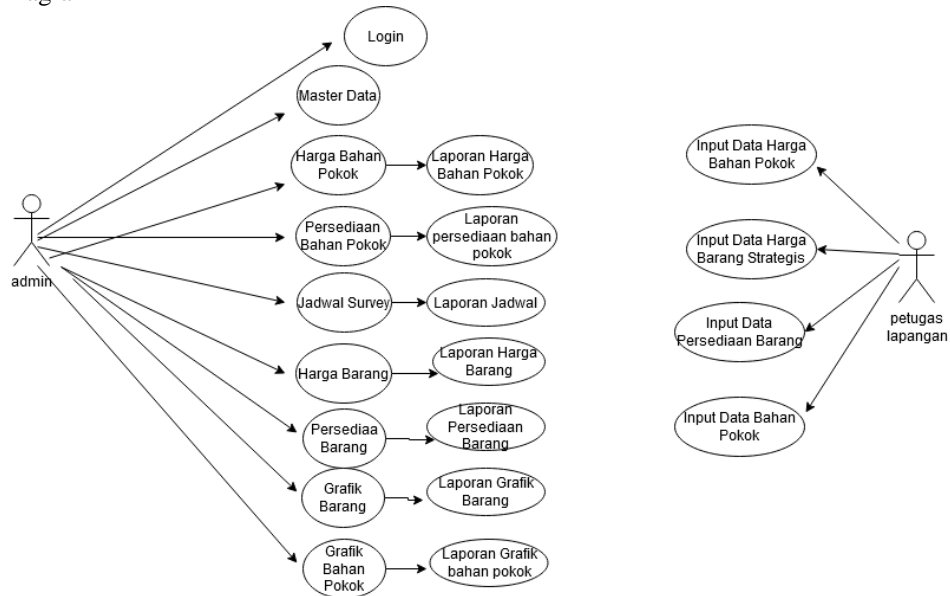 Login
Master Data
Harga Bahan
Pokok
Laporan Harga
Bahan Pokok
Persediaan
Bahan Pokok
Laporan
persediaan bahan
pokok
Jadwal Survey
Laporan Jadwal
Harga Barang
Laporan Harga
Barang
Persediaa
Barang
Laporan
Persediaan
Barang
Grafik
Barang
Laporan Grafik
Barang
Grafik
Bahan
Pokok
Laporan Grafik
bahan pokok
admin
Input Data Harga
Bahan Pokok
Input Data Harga
Barang Strategis
Input Data
Persediaan Barang
Input Data Bahan
Pokok
petugas
lapangan